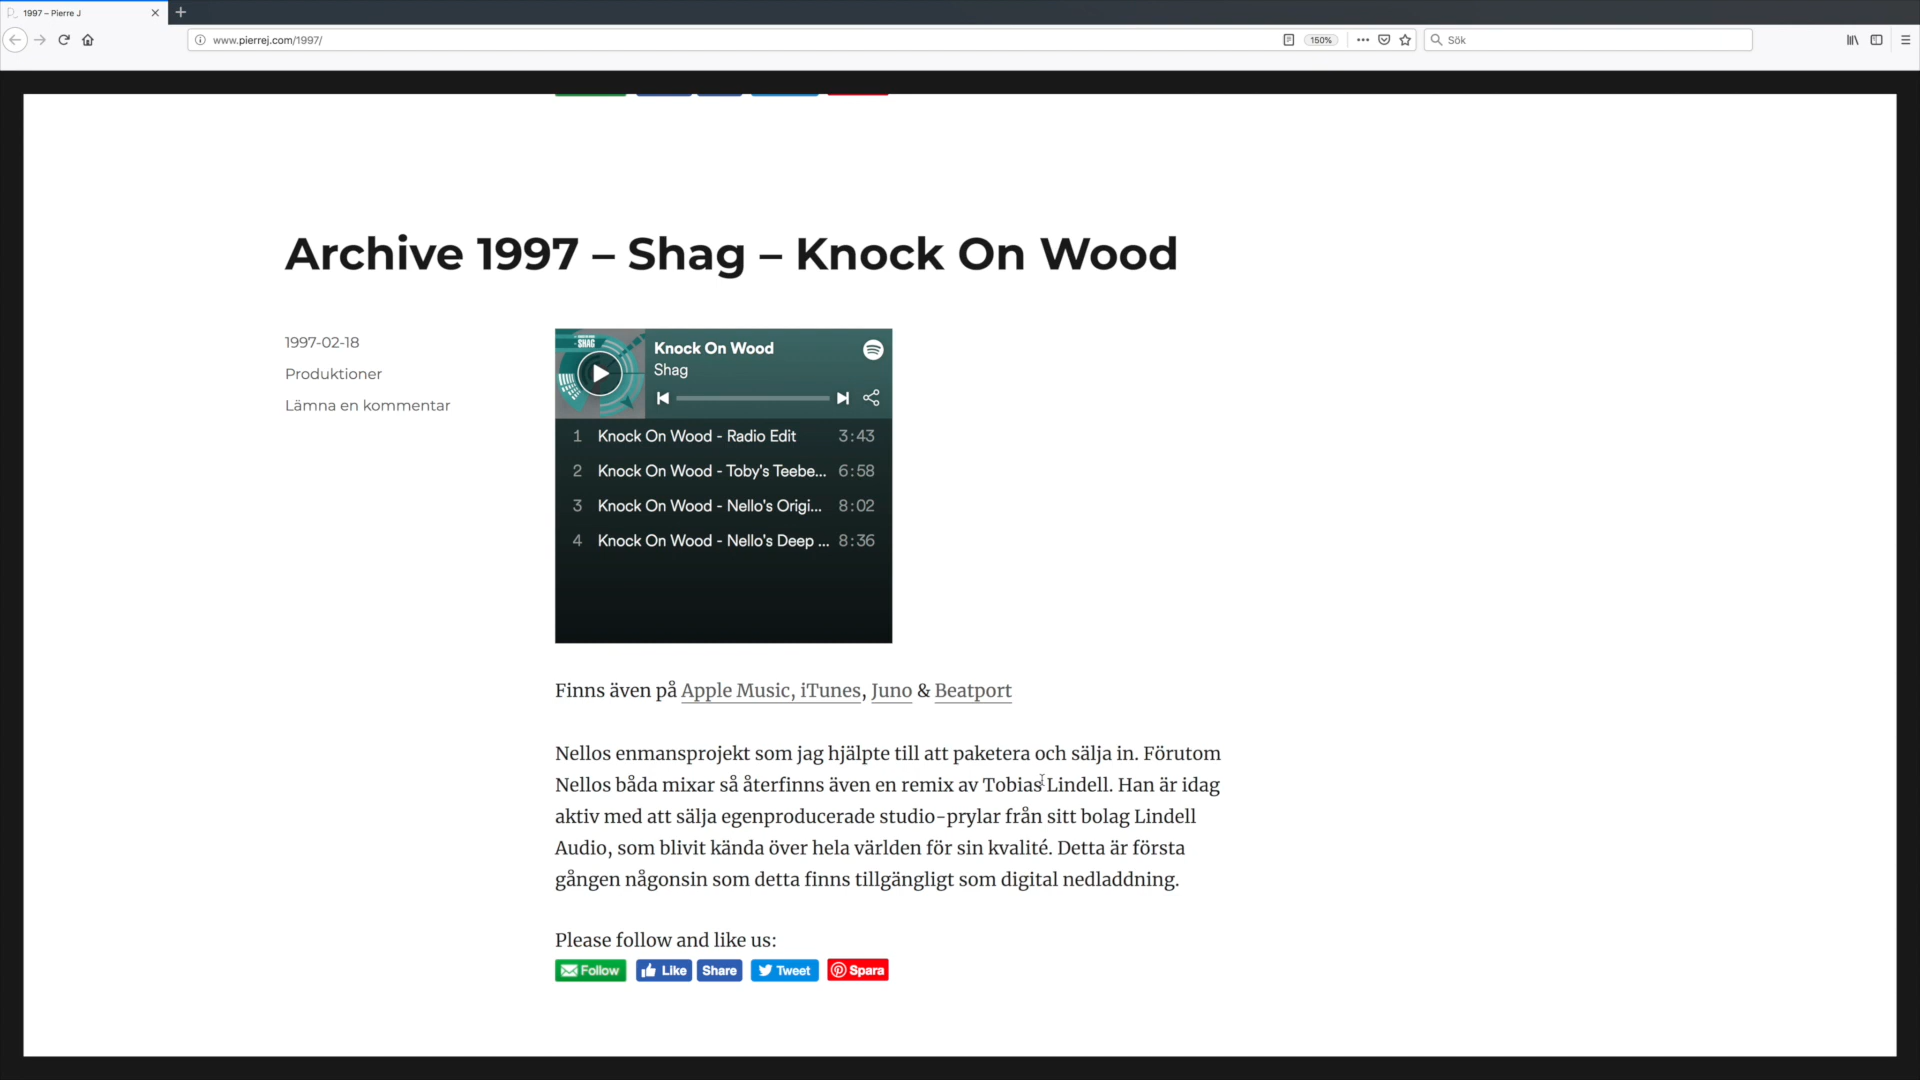 1997 – Pierre J
www.pierrej.com/1997/
150%
Sök
Archive 1997 – Shag – Knock On Wood
1997-02-18
Produktioner
Lämna en kommentar
SHAG
Knock On Wood
Shag
1 Knock On Wood - Radio Edit 3:43
2 Knock On Wood - Toby's Teebe... 6:58
3 Knock On Wood - Nello's Origi... 8:02
4 Knock On Wood - Nello's Deep ... 8:36
Finns även på Apple Music, iTunes, Juno & Beatport
Nellos enmansprojekt som jag hjälpte till att paketera och sälja in. Förutom
Nellos båda mixar så återfinns även en remix av Tobias Lindell. Han är idag
aktiv med att sälja egenproducerade studio-prylar från sitt bolag Lindell
Audio, som blivit kända över hela världen för sin kvalité. Detta är första
gången någonsin som detta finns tillgängligt som digital nedladdning.
Please follow and like us:
Follow Like Share Tweet Spara